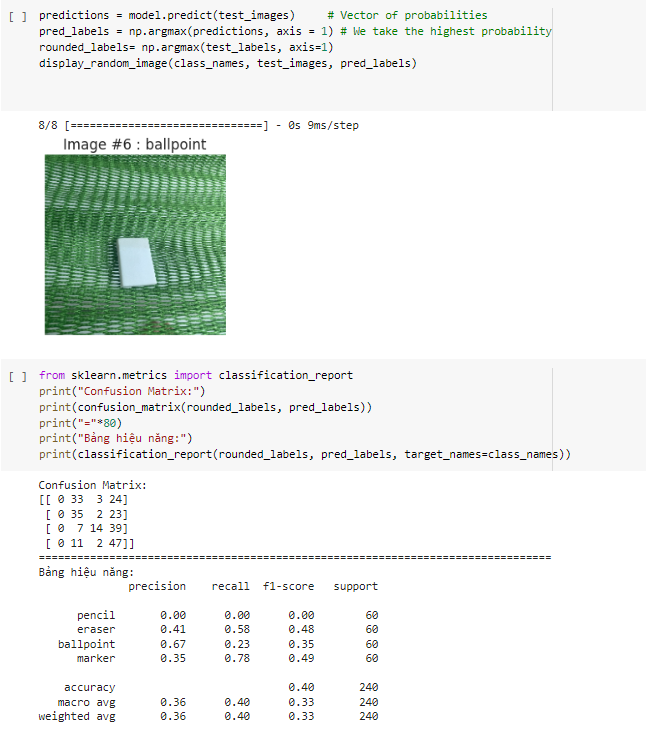 [ ] predictions = model.predict(test_images)     # Vector of probabilities
pred_labels = np.argmax(predictions, axis = 1) # We take the highest probability
rounded_labels= np.argmax(test_labels, axis=1)
display_random_image(class_names, test_images, pred_labels)
8/8 [==============================] - 0s 9ms/step
Image #6 : ballpoint
[ ] from sklearn.metrics import classification_report
print("Confusion Matrix:")
print(confusion_matrix(rounded_labels, pred_labels))
print("="*80)
print("Bảng hiệu năng:")
print(classification_report(rounded_labels, pred_labels, target_names=class_names))
Confusion Matrix:
[[ 0 33  3 24]
 [ 0 35  2 23]
 [ 0  7 14 39]
 [ 0 11  2 47]]
================================================================================
Bảng hiệu năng:
              precision    recall  f1-score   support
      pencil       0.00      0.00      0.00        60
      eraser       0.41      0.58      0.48        60
   ballpoint       0.67      0.23      0.35        60
      marker       0.35      0.78      0.49        60
    accuracy                           0.40       240
   macro avg       0.36      0.40      0.33       240
weighted avg       0.36      0.40      0.33       240